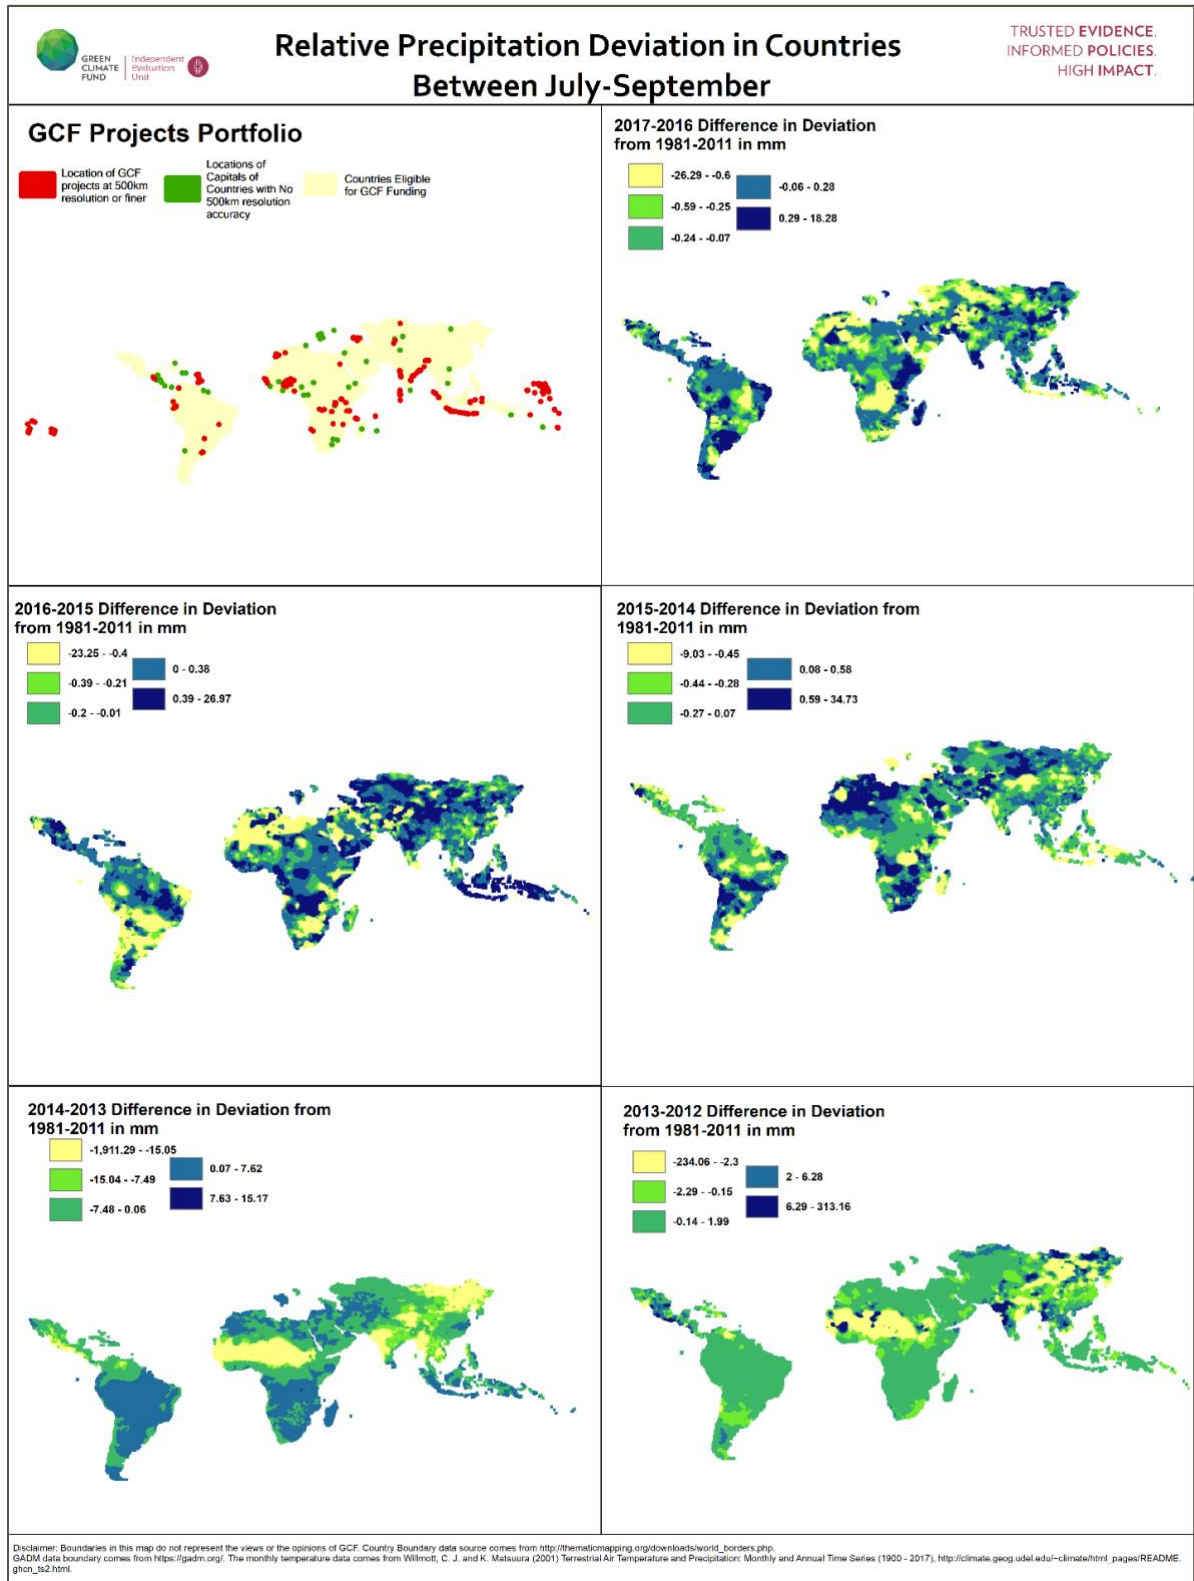 GREEN
CLIMATE
FUND
Independent
Evaluation
Unit
Relative Precipitation Deviation in Countries
Between July-September
TRUSTED EVIDENCE.
INFORMED POLICIES.
HIGH IMPACT.
GCF Projects Portfolio
Location of GCF
projects at 500km
resolution or finer
Locations of
Capitals of
Countries with No
500km resolution
accuracy
Countries Eligible
for GCF Funding
2017-2016 Difference in Deviation
from 1981-2011 in mm
-26.29 - -0.6
-0.59 - -0.25
-0.24 - -0.07
-0.06 - 0.28
0.29 - 18.28
2016-2015 Difference in Deviation
from 1981-2011 in mm
-23.25 - -0.4
-0.39 - -0.21
-0.2 - -0.01
0 - 0.38
0.39 - 26.97
2015-2014 Difference in Deviation from
1981-2011 in mm
-9.03 - -0.45
-0.44 - -0.28
-0.27 - 0.07
0.08 - 0.58
0.59 - 34.73
2014-2013 Difference in Deviation from
1981-2011 in mm
-1,911.29 - -15.05
-15.04 - -7.49
-7.48 - 0.06
0.07 - 7.62
7.63 - 15.17
2013-2012 Difference in Deviation
from 1981-2011 in mm
-234.06 - -2.3
-2.29 - -0.15
-0.14 - 1.99
2 - 6.28
6.29 - 313.16
Disclaimer: Boundaries in this map do not represent the views or the opinions of GCF. Country Boundary data source comes from http://thematicmapping.org/downloads/world_borders.php.
GADM data boundary comes from https://gadm.org/. The monthly temperature data comes from Willmott, C. J. and K. Matsuura (2001) Terrestrial Air Temperature and Precipitation: Monthly and Annual Time Series (1900 - 2017), http://climate.geog.udel.edu/~climate/html_pages/README.
ghcn_ts2.html.